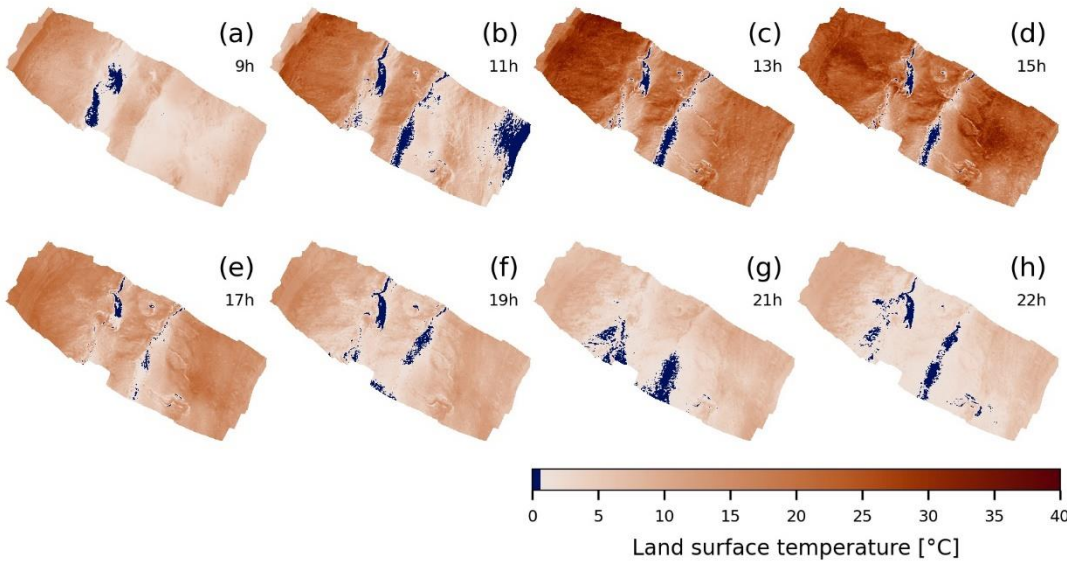 (a)
9h
(b)
11h
(c)
13h
(d)
15h
(e)
17h
(f)
19h
(g)
21h
(h)
22h
0 5 10 15 20 25 30 35 40
Land surface temperature [°C]